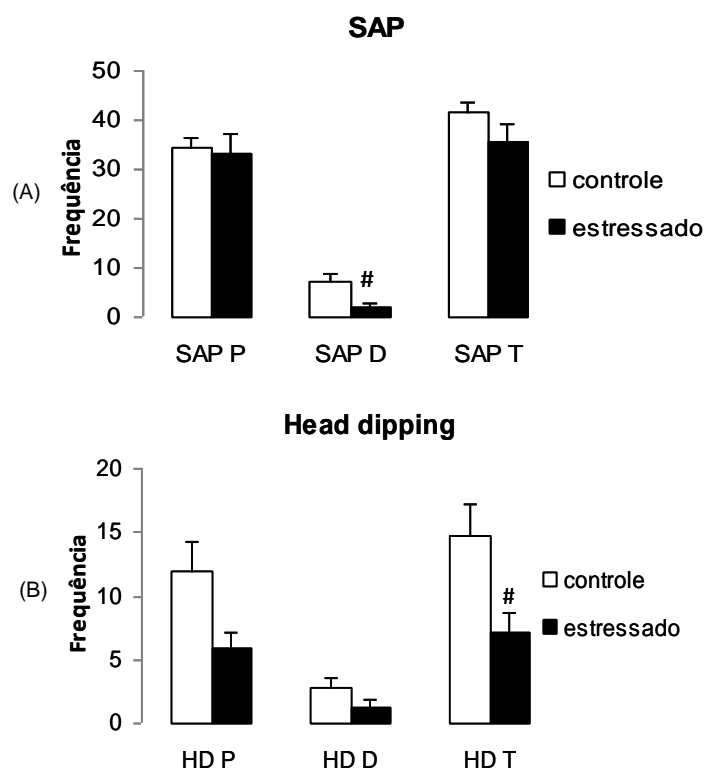 SAP
50
40
30
20
10
0
Frequência
(A)
controle
estressado
#
SAP P SAP D SAP T
Head dipping
20
15
10
5
0
Frequência
(B)
controle
estressado
#
HD P HD D HD T